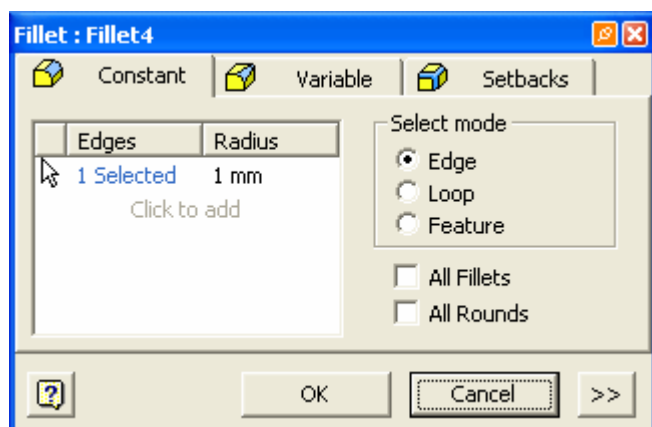 Fillet : Fillet4
Constant Variable Setbacks
Edges Radius
1 Selected 1 mm
Click to add
Select mode
Edge
Loop
Feature
All Fillets
All Rounds
? OK Cancel >>